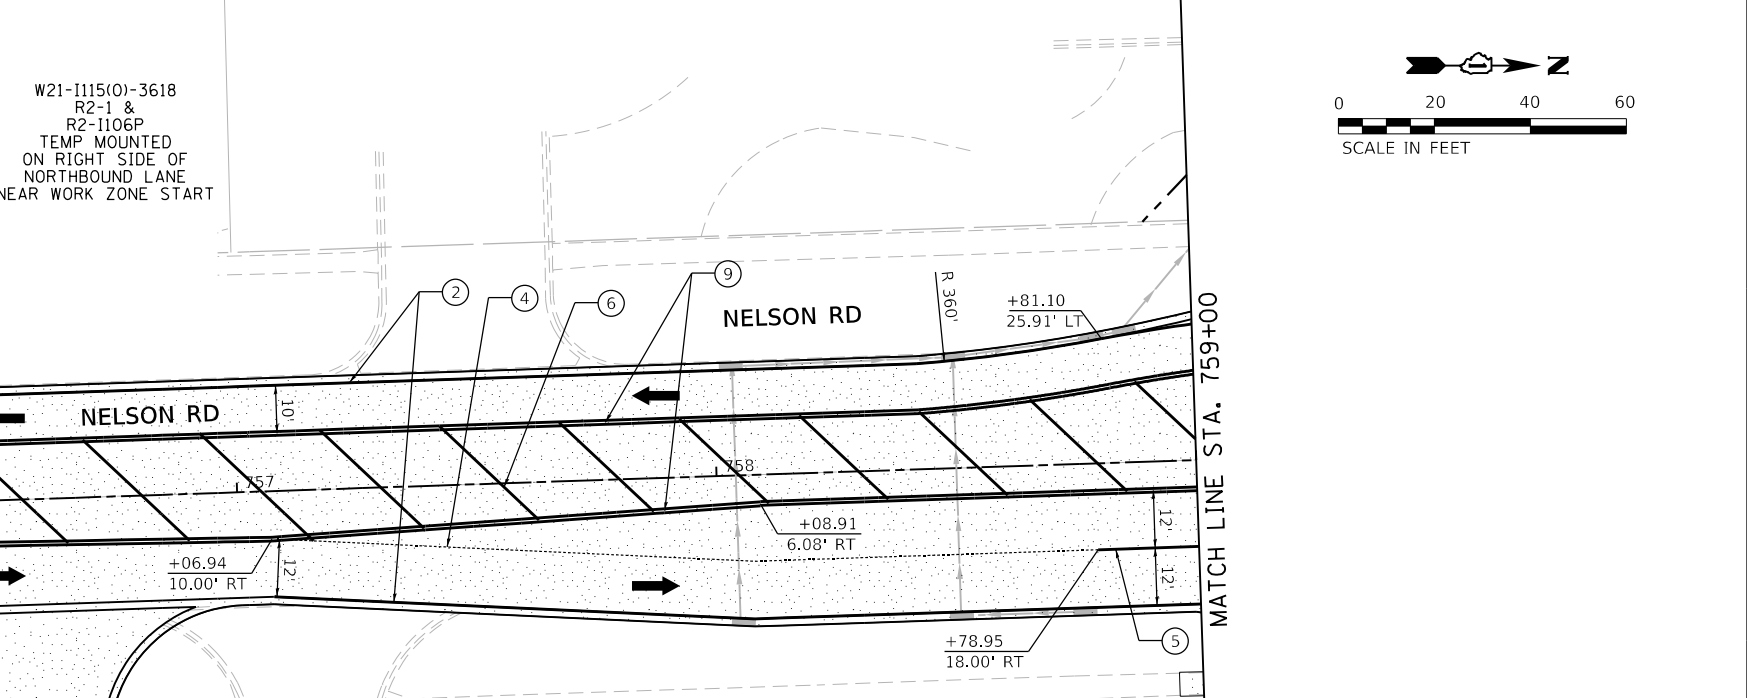 W21-I115(O)-3618
R2-1 &
R2-I106P
TEMP MOUNTED
ON RIGHT SIDE OF
NORTHBOUND LANE
NEAR WORK ZONE START
N
0 20 40 60
SCALE IN FEET
2
4
6
9
NELSON RD
R 360'
+81.10
25.91' LT
MATCH LINE STA. 759+00
NELSON RD
10'
757
758
+06.94
10.00' RT
12'
+08.91
6.08' RT
12'
12'
+78.95
18.00' RT
5